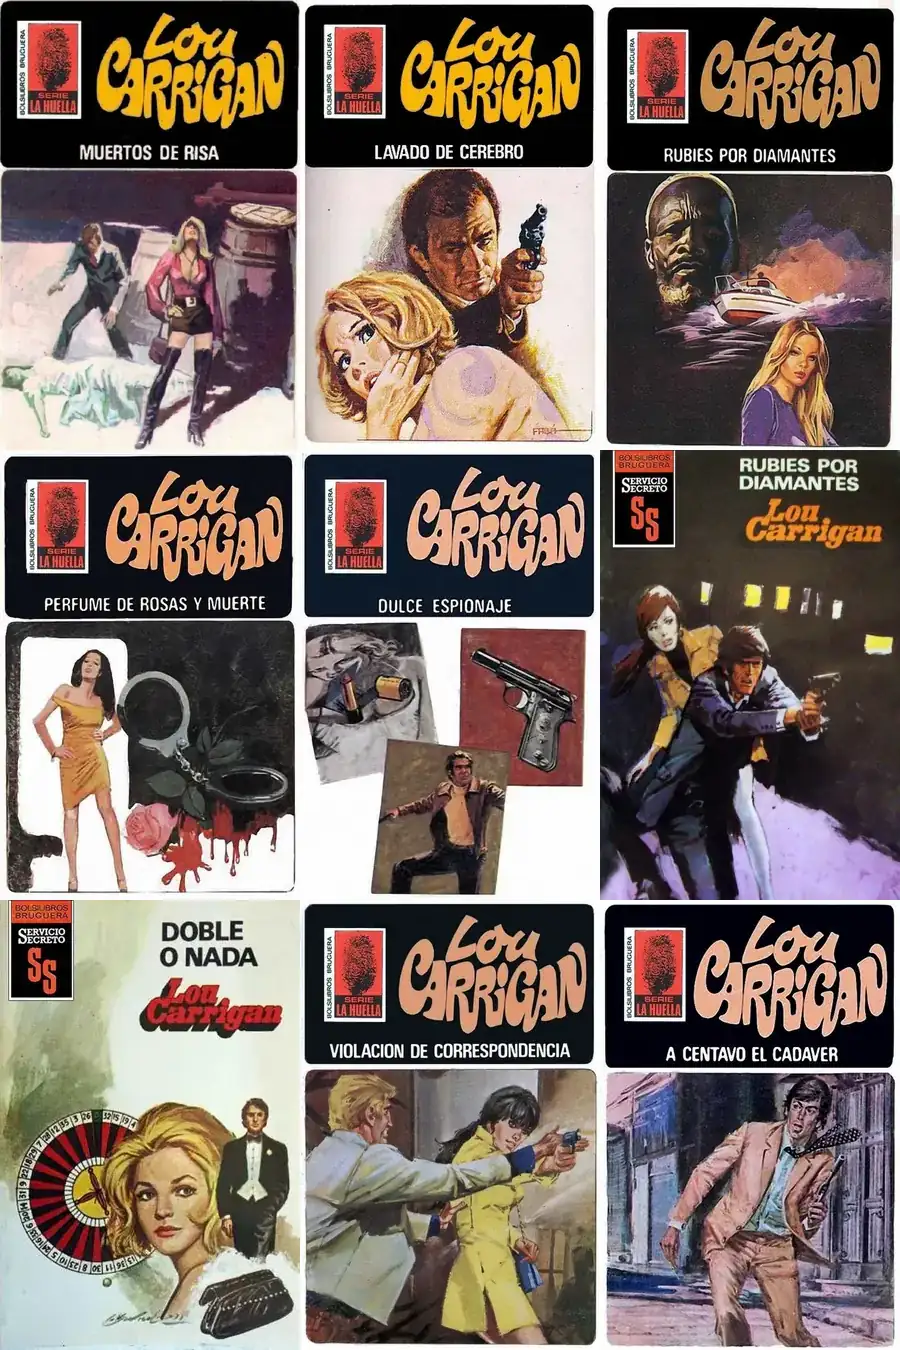 BOLSILIBROS BRUGUERA
SERIE
LA HUELLA
LOU
CARRIGAN
MUERTOS DE RISA
BOLSILIBROS BRUGUERA
SERIE
LA HUELLA
LOU
CARRIGAN
LAVADO DE CEREBRO
BOLSILIBROS BRUGUERA
SERIE
LA HUELLA
LOU
CARRIGAN
RUBIES POR DIAMANTES
BOLSILIBROS BRUGUERA
SERIE
LA HUELLA
LOU
CARRIGAN
PERFUME DE ROSAS Y MUERTE
BOLSILIBROS BRUGUERA
SERIE
LA HUELLA
LOU
CARRIGAN
DULCE ESPIONAJE
BOLSILIBROS
BRUGUERA
SERVICIO
SECRETO
SS
RUBIES POR
DIAMANTES
Lou
Carrigan
BOLSILIBROS
BRUGUERA
SERVICIO
SECRETO
SS
DOBLE
O NADA
Lou
Carrigan
BOLSILIBROS BRUGUERA
SERIE
LA HUELLA
LOU
CARRIGAN
VIOLACION DE CORRESPONDENCIA
BOLSILIBROS BRUGUERA
SERIE
LA HUELLA
LOU
CARRIGAN
A CENTAVO EL CADAVER